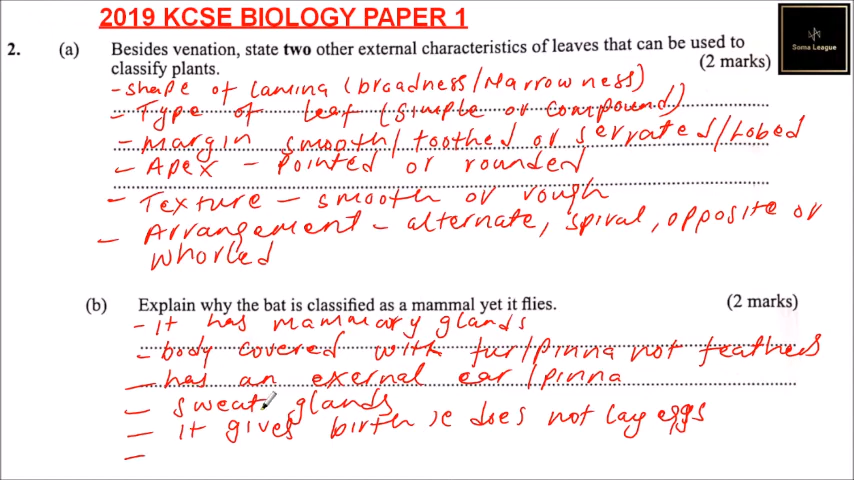 2019 KCSE BIOLOGY PAPER 1
Soma League
2. (a) Besides venation, state two other external characteristics of leaves that can be used to
classify plants. (2 marks)
- shape of lamina (broadness/Narrowness)
- Type of leaf (simple or compound)
- margin smooth/toothed or serrated/Lobed
- Apex - pointed or rounded
- Texture - smooth or rough
- Arrangement - alternate, spiral, opposite or
whorled
(b) Explain why the bat is classified as a mammal yet it flies. (2 marks)
- it has mammary glands
- body covered with fur/pinna not feathers
- has an exernal ear/pinna
- sweat glands
- it gives birth ie does not lay eggs
-